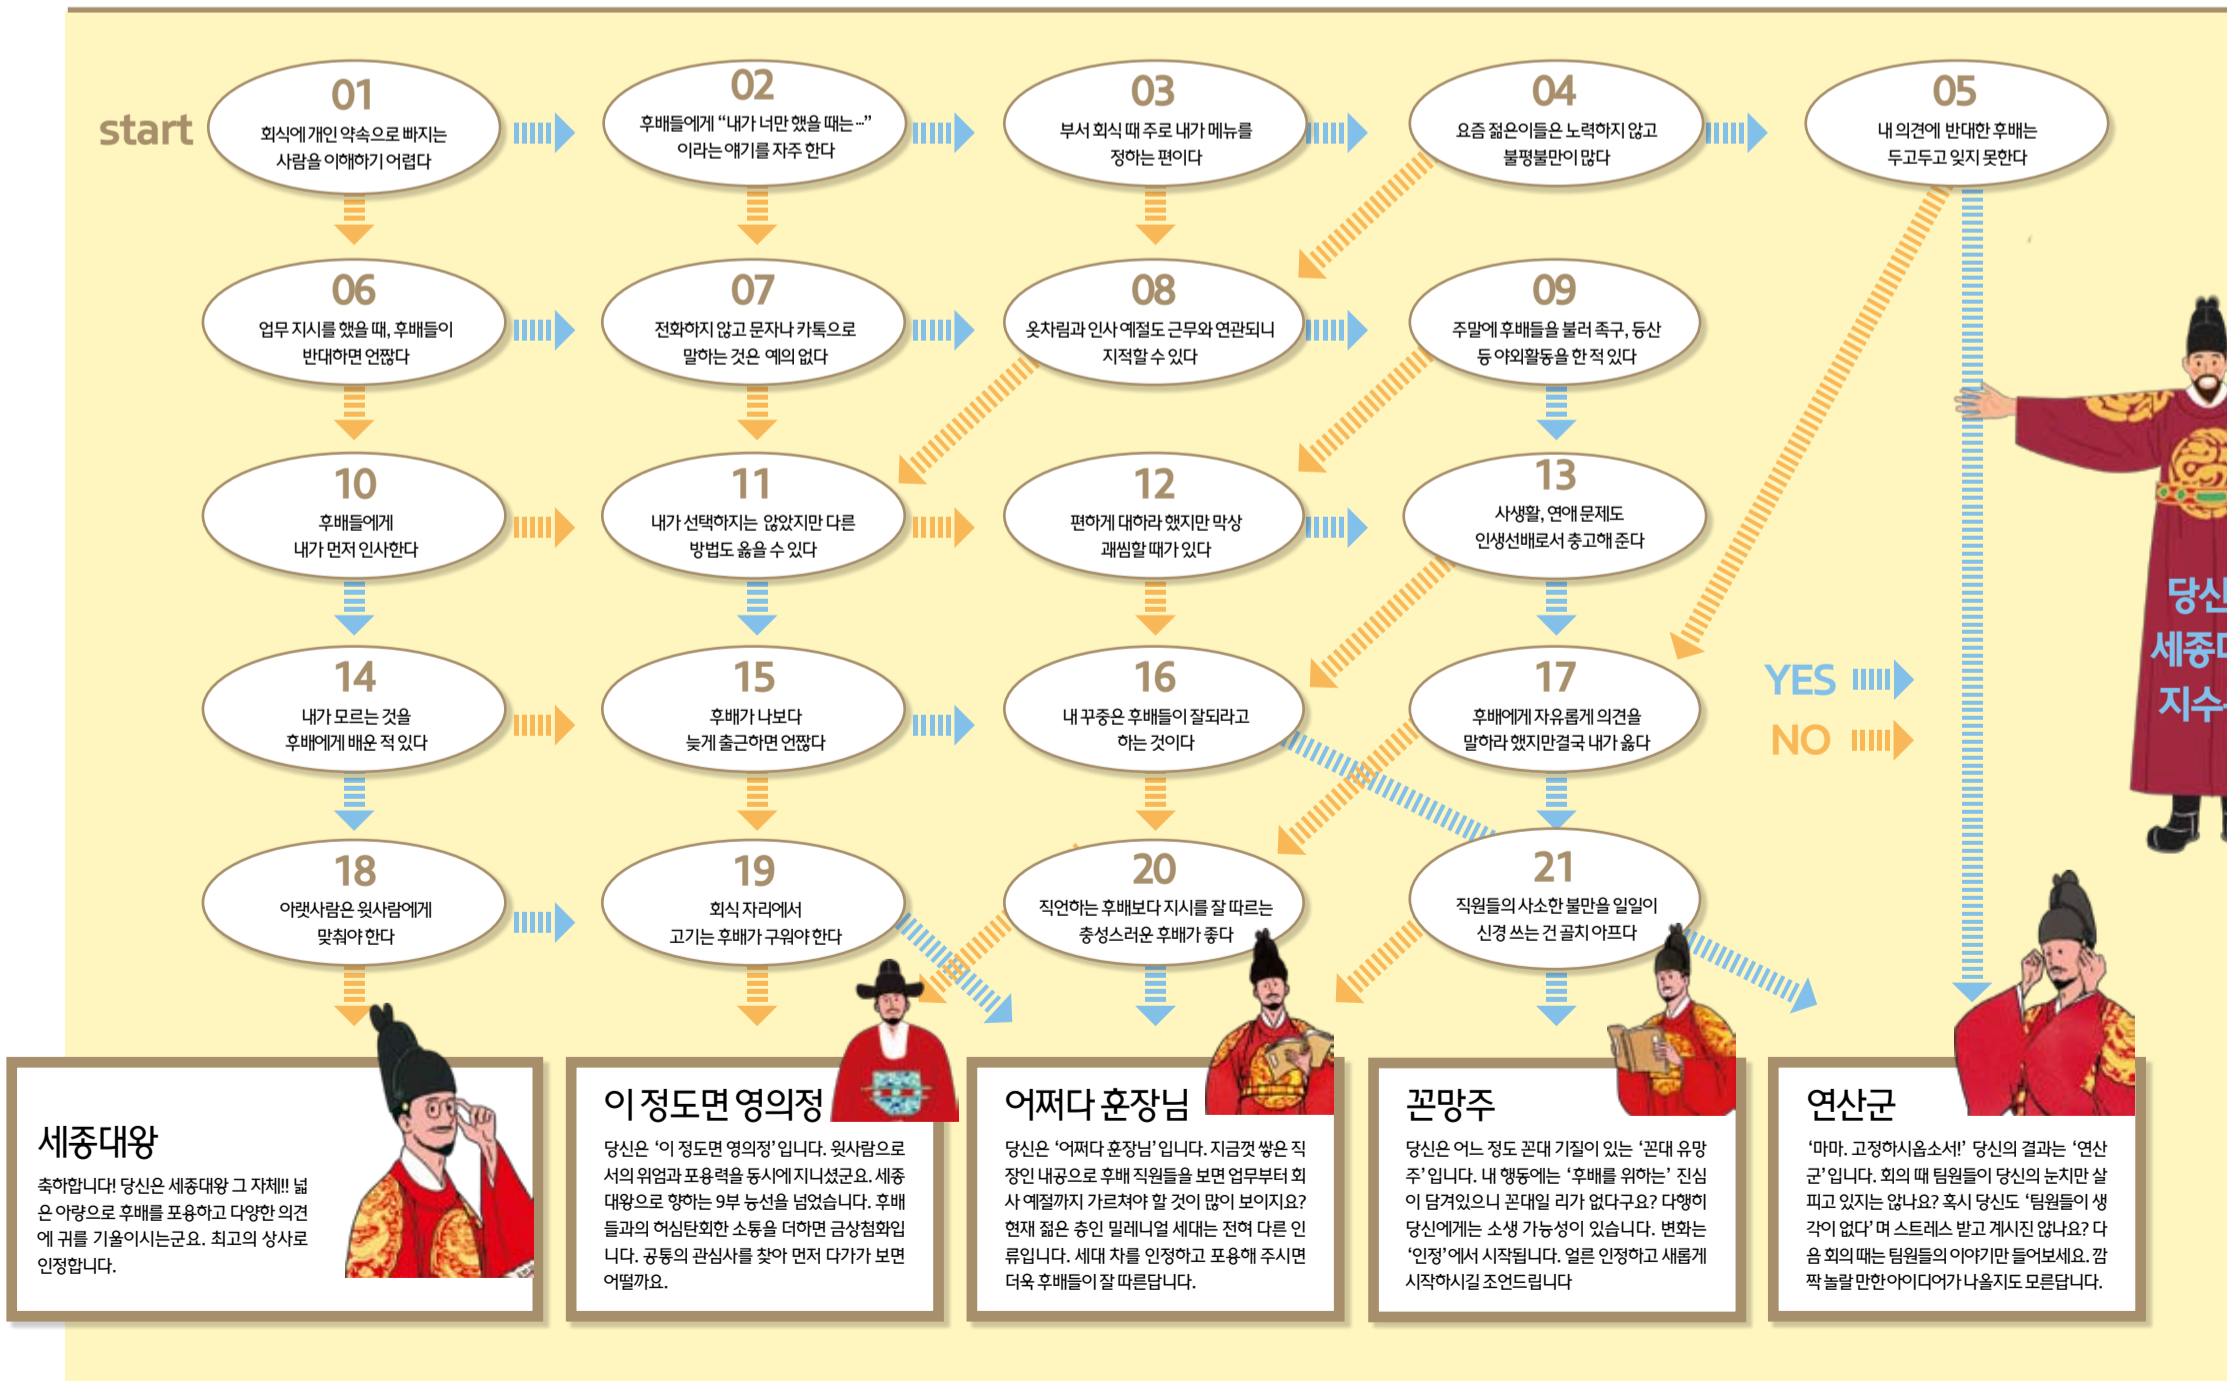 start
01
회식에 개인 약속으로 빠지는
사람을 이해하기 어렵다
02
후배들에게 “내가 너만 했을 때는…”
이라는 얘기를 자주 한다
03
부서 회식 때 주로 내가 메뉴를
정하는 편이다
04
요즘 젊은이들은 노력하지 않고
불평불만이 많다
05
내 의견에 반대한 후배는
두고두고 잊지 못한다
06
업무 지시를 했을 때, 후배들이
반대하면 언짢다
07
전화하지 않고 문자나 카톡으로
말하는 것은 예의 없다
08
옷차림과 인사 예절도 근무와 연관되니
지적할 수 있다
09
주말에 후배들을 불러 족구, 등산
등 야외활동을 한 적 있다
10
후배들에게
내가 먼저 인사한다
11
내가 선택하지는 않았지만 다른
방법도 옳을 수 있다
12
편하게 대하라 했지만 막상
괘씸할 때가 있다
13
사생활, 연애 문제도
인생선배로서 충고해 준다
14
내가 모르는 것을
후배에게 배운 적 있다
15
후배가 나보다
늦게 출근하면 언짢다
16
내 꾸중은 후배들이 잘되라고
하는 것이다
17
후배에게 자유롭게 의견을
말하라 했지만결국 내가 옳다
YES
NO
당신
세종대
지수
18
아랫사람은 윗사람에게
맞춰야 한다
19
회식 자리에서
고기는 후배가 구워야 한다
20
직언하는 후배보다 지시를 잘 따르는
충성스러운 후배가 좋다
21
직원들의 사소한 불만을 일일이
신경 쓰는 건 골치 아프다
세종대왕
축하합니다! 당신은 세종대왕 그 자체!! 넓
은 아량으로 후배를 포용하고 다양한 의견
에 귀를 기울이시는군요. 최고의 상사로
인정합니다.
이 정도면 영의정
당신은 ‘이 정도면 영의정’입니다. 윗사람으로
서의 위엄과 포용력을 동시에 지니셨군요. 세종
대왕으로 향하는 9부 능선을 넘었습니다. 후배
들과의 허심탄회한 소통을 더하면 금상첨화입
니다. 공통의 관심사를 찾아 먼저 다가가 보면
어떨까요.
어쩌다 훈장님
당신은 ‘어쩌다 훈장님’입니다. 지금껏 쌓은 직
장인 내공으로 후배 직원들을 보면 업무부터 회
사 예절까지 가르쳐야 할 것이 많이 보이지요?
현재 젊은 층인 밀레니얼 세대는 전혀 다른 인
류입니다. 세대 차를 인정하고 포용해 주시면
더욱 후배들이 잘 따른답니다.
꼰망주
당신은 어느 정도 꼰대 기질이 있는 ‘꼰대 유망
주’입니다. 내 행동에는 ‘후배를 위하는’ 진심
이 담겨있으니 꼰대일 리가 없다구요? 다행히
당신에게는 소생 가능성이 있습니다. 변화는
‘인정’에서 시작됩니다. 얼른 인정하고 새롭게
시작하시길 조언드립니다
연산군
‘마마. 고정하시옵소서!’ 당신의 결과는 ‘연산
군’입니다. 회의 때 팀원들이 당신의 눈치만 살
피고 있지는 않나요? 혹시 당신도 ‘팀원들이 생
각이 없다’며 스트레스 받고 계시진 않나요? 다
음 회의 때는 팀원들의 이야기만 들어보세요. 깜
짝 놀랄 만한 아이디어가 나올지도 모른답니다.